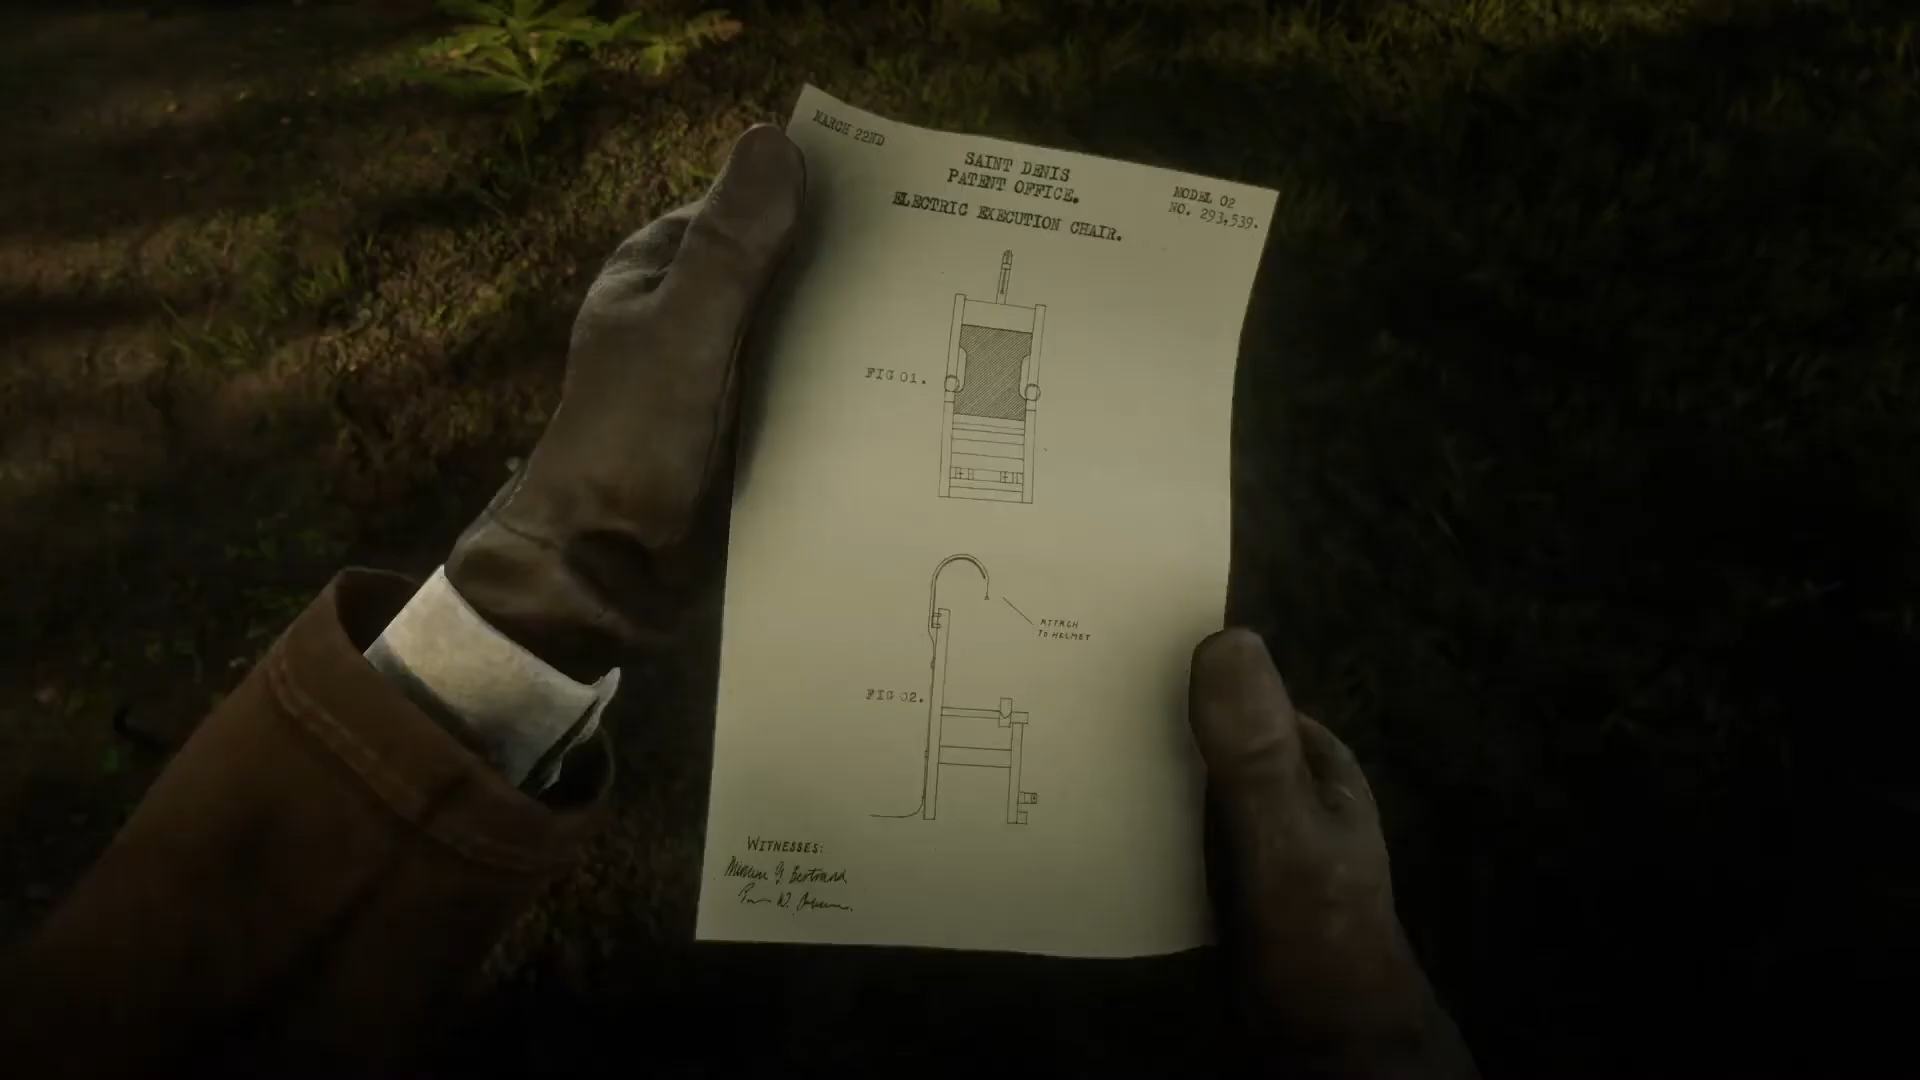 MARCH 22ND
SAINT DENIS
PATENT OFFICE.
ELECTRIC EXECUTION CHAIR.
MODEL 02
NO. 293,539.
FIG 01.
ATTACH
TO HELMET
FIG 02.
WITNESSES:
Bertrand
W.